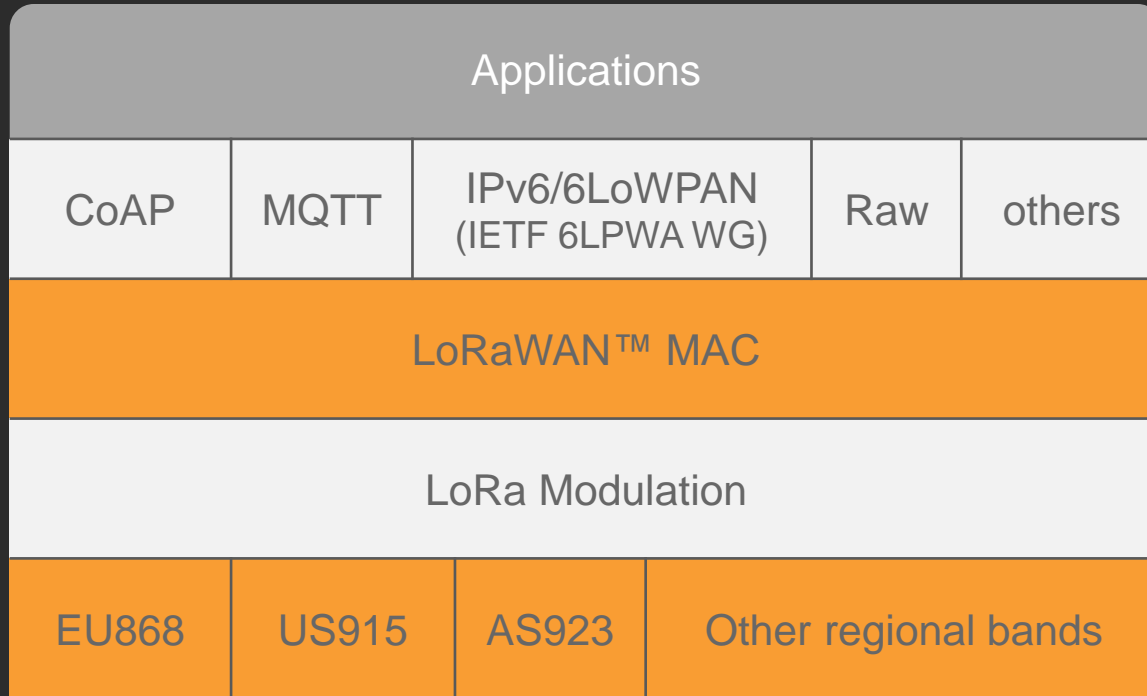 Applications
CoAP
MQTT
IPv6/6LoWPAN
(IETF 6LPWA WG)
Raw
others
LoRaWAN™ MAC
LoRa Modulation
EU868
US915
AS923
Other regional bands